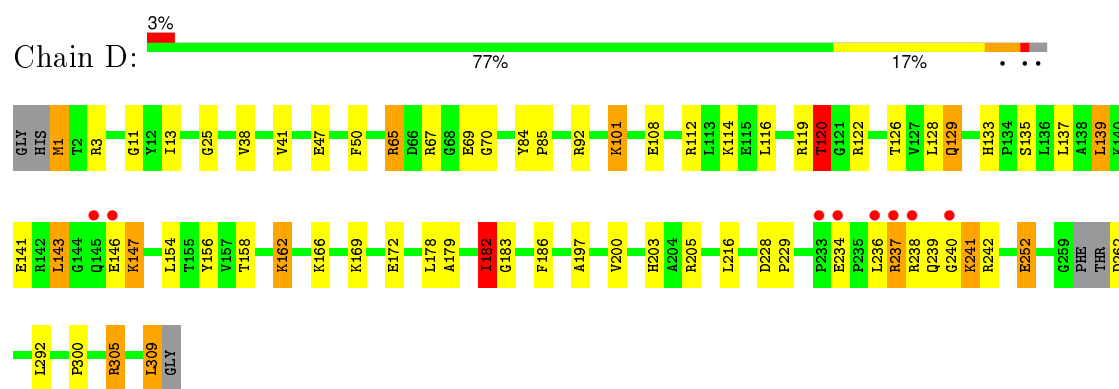 3%
Chain D:
77%
17%
GLY HIS M1 T2 R3 G11 Y12 I13 G25 V38 V41 E47 F50 R65 D66 R67 G68 E69 G70 Y84 P85 R92 K101 E108 R112 L113 K114 E115 L116 R119 T120 G121 R122 T126 V127 L128 Q129 H133 P134 S135 L136 L137 A138 L139 K140
E141 R142 L143 G144 Q145 E146 K147 L154 T155 Y156 V157 T158 K162 K166 K169 E172 L178 A179 I182 G183 F186 A197 V200 H203 A204 R205 L216 D228 P229 P233 E234 P235 L236 R237 R238 Q239 G240 K241 R242 E252 G259 PHE THR
L292 P300 R305 L309 GLY